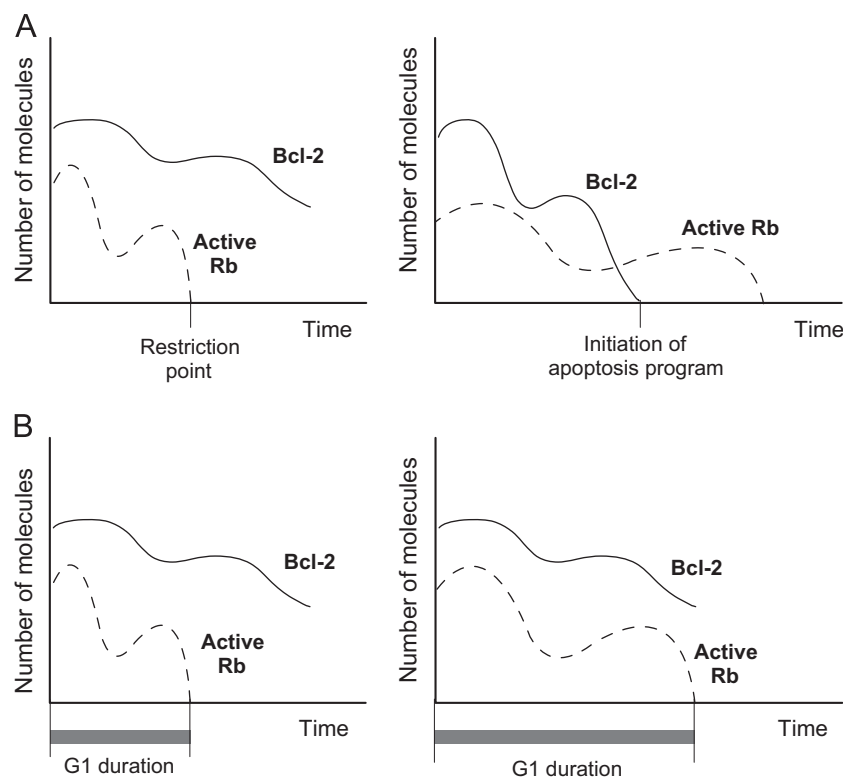 A
Number of molecules
Bcl-2
Active
Rb
Time
Restriction
point
Number of molecules
Bcl-2
Active Rb
Time
Initiation of
apoptosis program
B
Number of molecules
Bcl-2
Active
Rb
Time
G1 duration
Number of molecules
Bcl-2
Active
Rb
Time
G1 duration